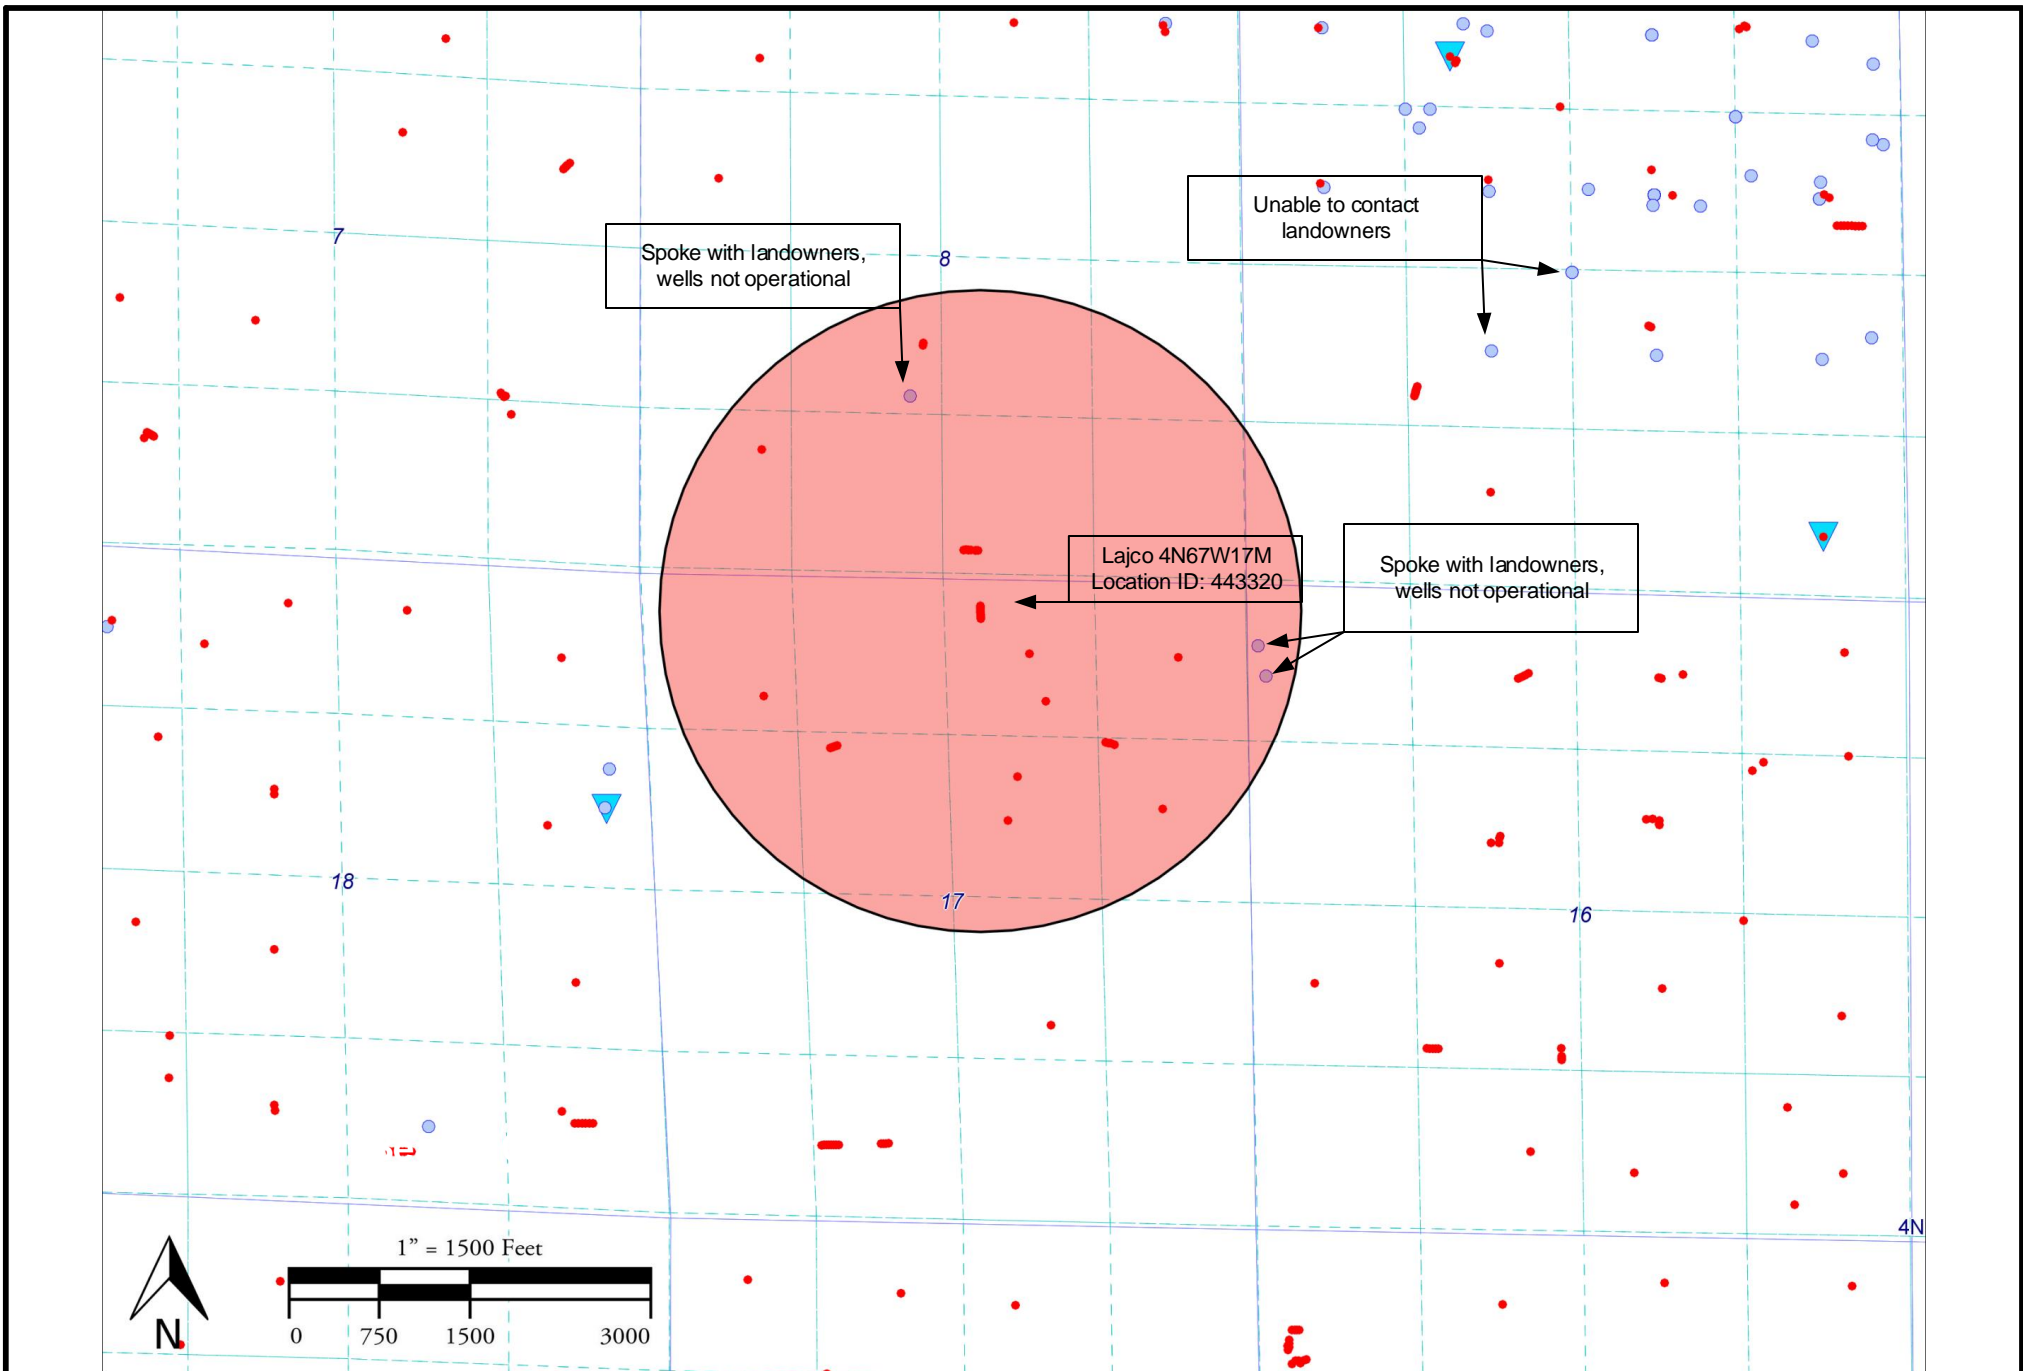 7
Spoke with landowners,
wells not operational
8
Unable to contact
landowners
Lajco 4N67W17M
Location ID: 443320
Spoke with landowners,
wells not operational
18
17
16
4N
1” = 1500 Feet
0 750 1500 3000
N